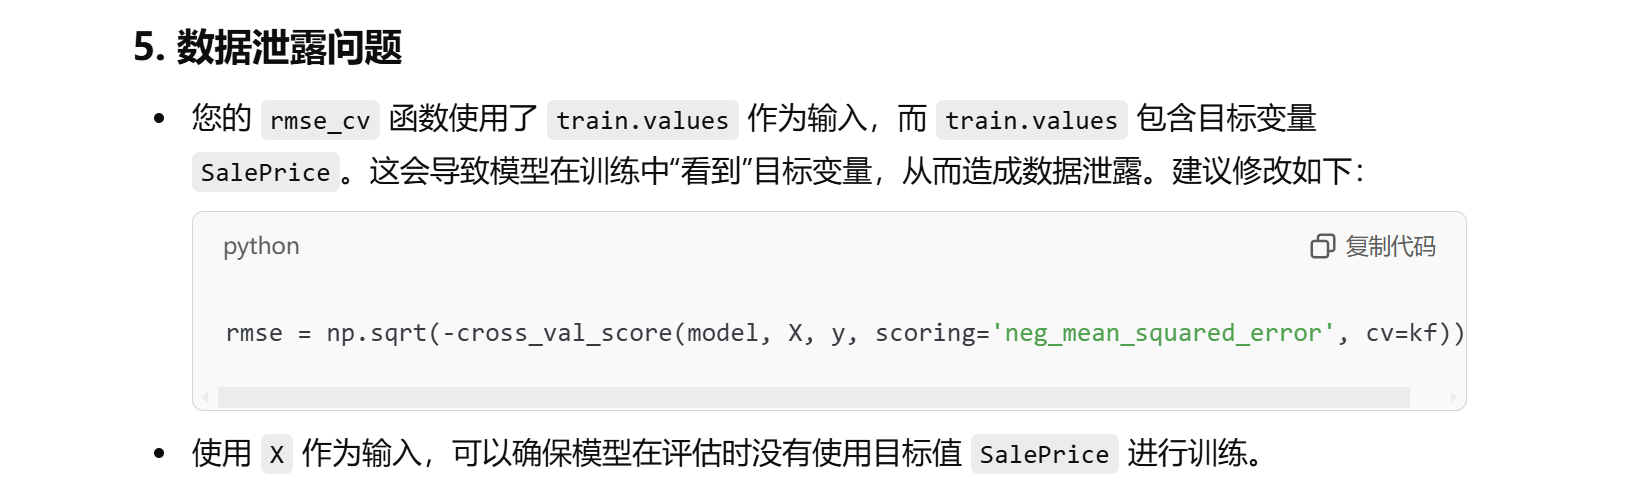 5. 数据泄露问题
• 您的 rmse_cv 函数使用了 train.values 作为输入，而 train.values 包含目标变量
SalePrice。这会导致模型在训练中“看到”目标变量，从而造成数据泄露。建议修改如下：
python 复制代码
rmse = np.sqrt(-cross_val_score(model, X, y, scoring='neg_mean_squared_error', cv=kf))
• 使用 X 作为输入，可以确保模型在评估时没有使用目标值 SalePrice 进行训练。